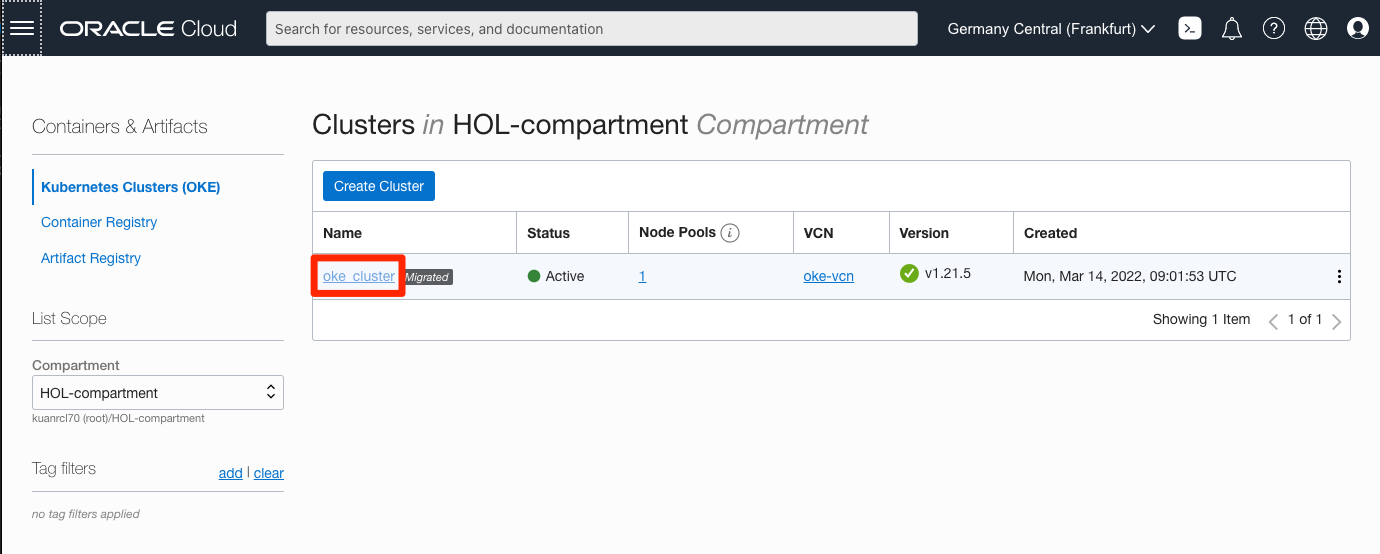 ORACLE Cloud
Search for resources, services, and documentation
Germany Central (Frankfurt)
Containers & Artifacts
Kubernetes Clusters (OKE)
Container Registry
Artifact Registry
List Scope
Compartment
HOL-compartment
kuanrcl70 (root)/HOL-compartment
Tag filters
add | clear
no tag filters applied
Clusters in HOL-compartment Compartment
Create Cluster
Name Status Node Pools i VCN Version Created
oke_cluster Migrated Active 1 oke-vcn v1.21.5 Mon, Mar 14, 2022, 09:01:53 UTC
Showing 1 Item < 1 of 1 >